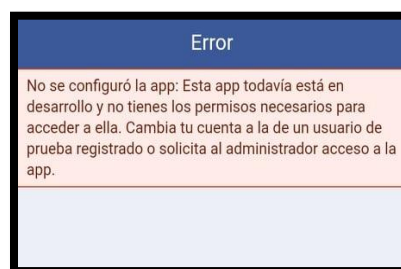 Error
No se configuró la app: Esta app todavía está en
desarrollo y no tienes los permisos necesarios para
acceder a ella. Cambia tu cuenta a la de un usuario de
prueba registrado o solicita al administrador acceso a la
app.